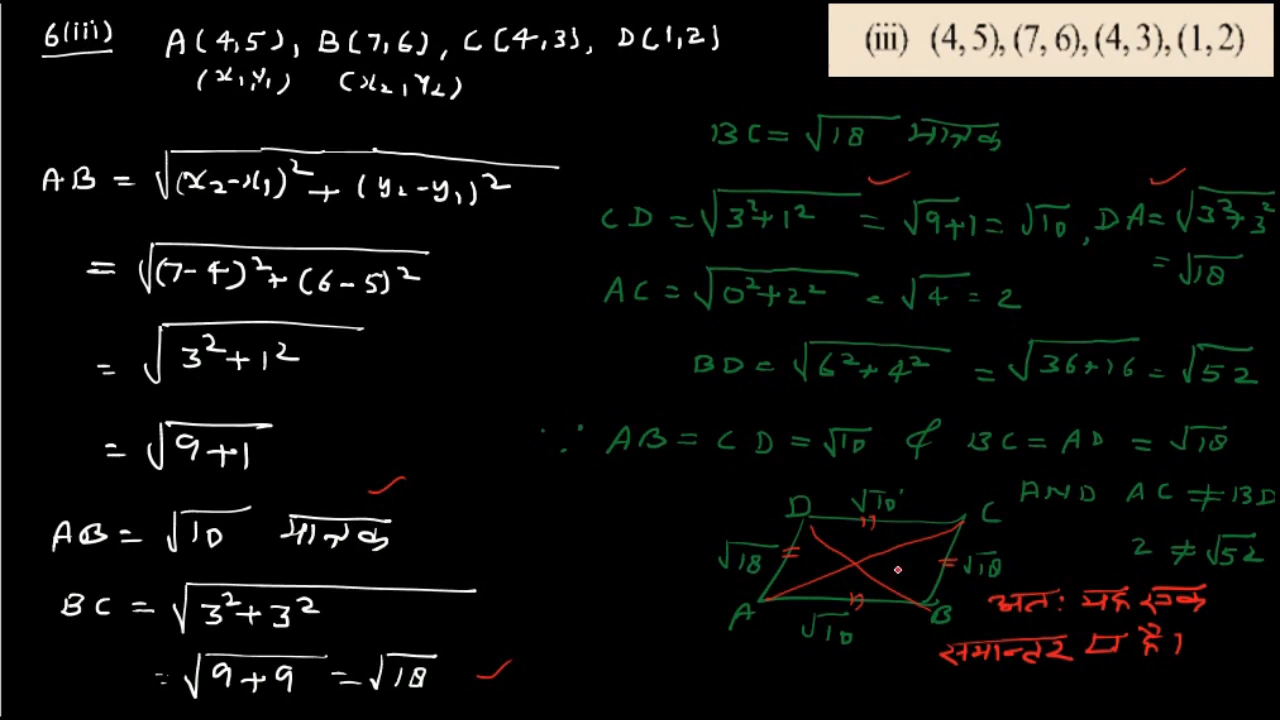 6(iii) A(4,5), B(7,6), C(4,3), D(1,2)
(x₁,y₁) (x₂,y₂)
(iii) (4, 5), (7, 6), (4, 3), (1, 2)
AB = √(x₂-x₁)² + (y₂-y₁)²
= √(7-4)² + (6-5)²
= √3²+1²
= √9+1
AB = √10 मात्रक
BC = √3²+3²
= √9+9 = √18
BC = √18 मात्रक
CD = √3²+1² = √9+1 = √10, DA = √3²+3²
= √18
AC = √0²+2² = √4 = 2
BD = √6²+4² = √36+16 = √52
∵ AB = CD = √10 & BC = AD = √18
AND AC ≠ BD
2 ≠ √52
D √10 C
√18 √18
A √10 B
अतः यह एक
समान्तर ▱ है।